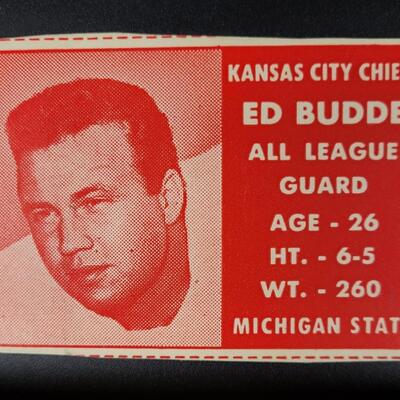 KANSAS CITY CHIE
ED BUDDE
ALL LEAGUE
GUARD
AGE - 26
HT. - 6-5
WT. - 260
MICHIGAN STAT